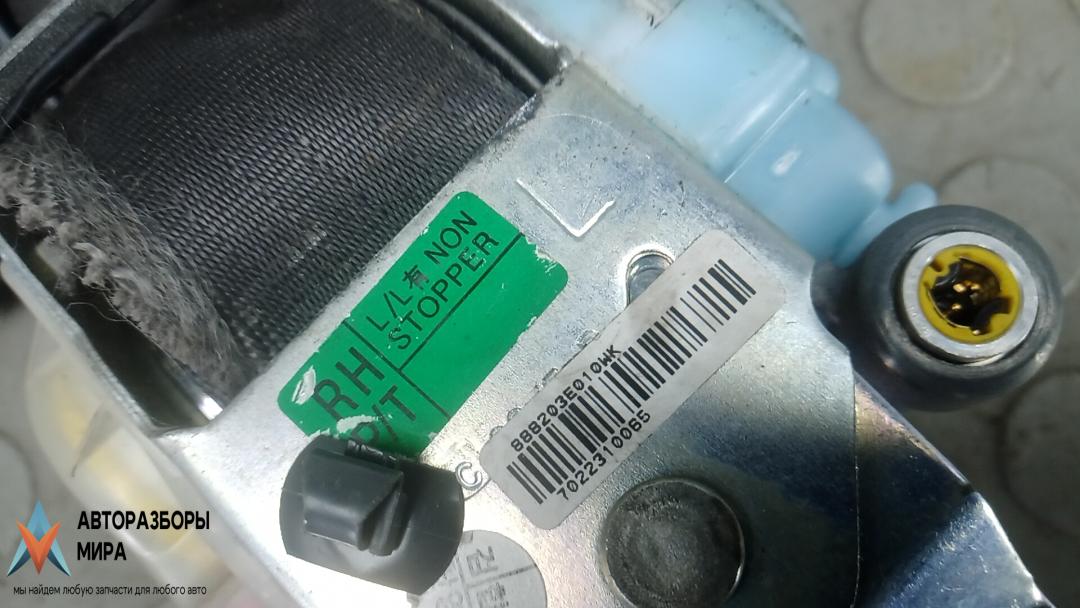 L
RH
P/T
L/L有 NON
STOPPER
888203E010WK
7022310065
C
АВТОРАЗБОРЫ
МИРА
мы найдем любую запчасти для любого авто